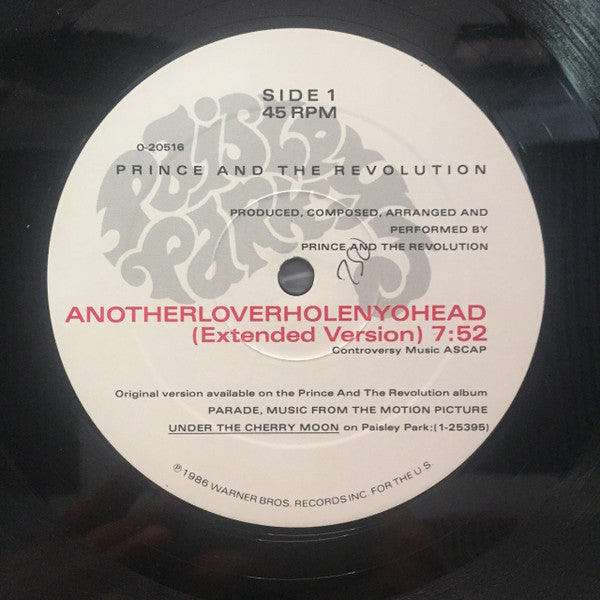 SIDE 1
45 RPM
0-20516
PAISLEY
PARK
PRINCE AND THE REVOLUTION
PRODUCED, COMPOSED, ARRANGED AND
PERFORMED BY
PRINCE AND THE REVOLUTION
250
ANOTHERLOVERHOLENYOHEAD
(Extended Version) 7:52
Controversy Music ASCAP
Original version available on the Prince And The Revolution album
PARADE, MUSIC FROM THE MOTION PICTURE
UNDER THE CHERRY MOON on Paisley Park:(1-25395)
℗1986 WARNER BROS. RECORDS INC. FOR THE U.S.